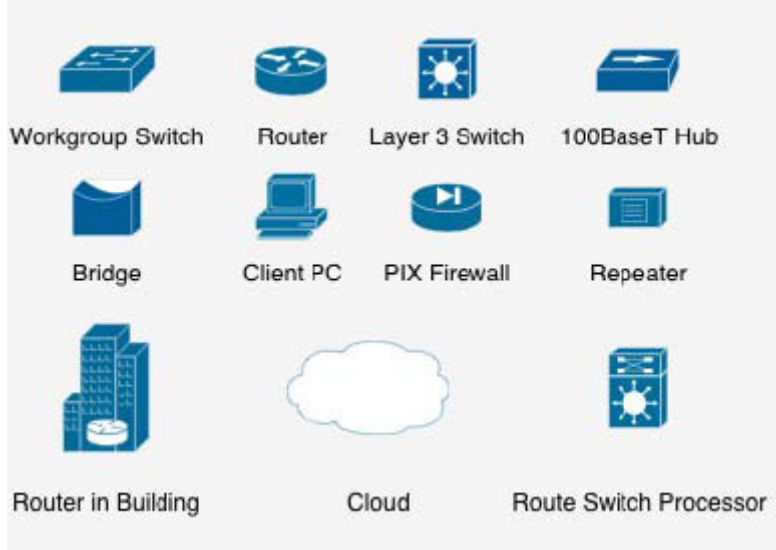 Workgroup Switch
Router
Layer 3 Switch
100BaseT Hub
Bridge
Client PC
PIX Firewall
Repeater
Router in Building
Cloud
Route Switch Processor